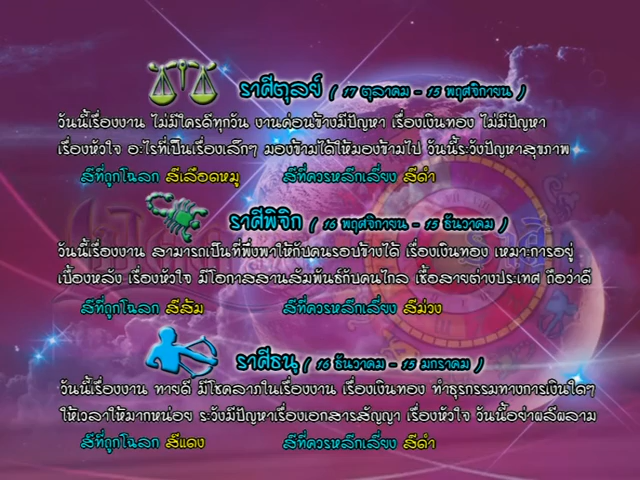 ราศีตุลย์ ( 17 ตุลาคม - 15 พฤศจิกายน )
วันนี้เรื่องงาน ไม่มีใครดีทุกวัน งานค่อนข้างมีปัญหา เรื่องเงินทอง ไม่มีปัญหา
เรื่องหัวใจ อะไรที่เป็นเรื่องเล็กๆ มองข้ามได้ให้มองข้ามไป วันนี้ระวังปัญหาสุขภาพ
สีที่ถูกโฉลก สีเลือดหมู สีที่ควรหลีกเลี่ยง สีดำ
ราศีพิจิก ( 16 พฤศจิกายน - 15 ธันวาคม )
วันนี้เรื่องงาน สามารถเป็นที่พึ่งพาให้กับคนรอบข้างได้ เรื่องเงินทอง เหมาะการอยู่
เบื้องหลัง เรื่องหัวใจ มีโอกาสสานสัมพันธ์กับคนไกล เชื้อสายต่างประเทศ ถือว่าดี
สีที่ถูกโฉลก สีส้ม สีที่ควรหลีกเลี่ยง สีม่วง
ราศีธนู ( 16 ธันวาคม - 15 มกราคม )
วันนี้เรื่องงาน ทายดี มีโชคลาภในเรื่องงาน เรื่องเงินทอง ทำธุรกรรมทางการเงินใดๆ
ให้เวลาให้มากหน่อย ระวังมีปัญหาเรื่องเอกสารสัญญา เรื่องหัวใจ วันนี้อย่าผลีผลาม
สีที่ถูกโฉลก สีแดง สีที่ควรหลีกเลี่ยง สีดำ